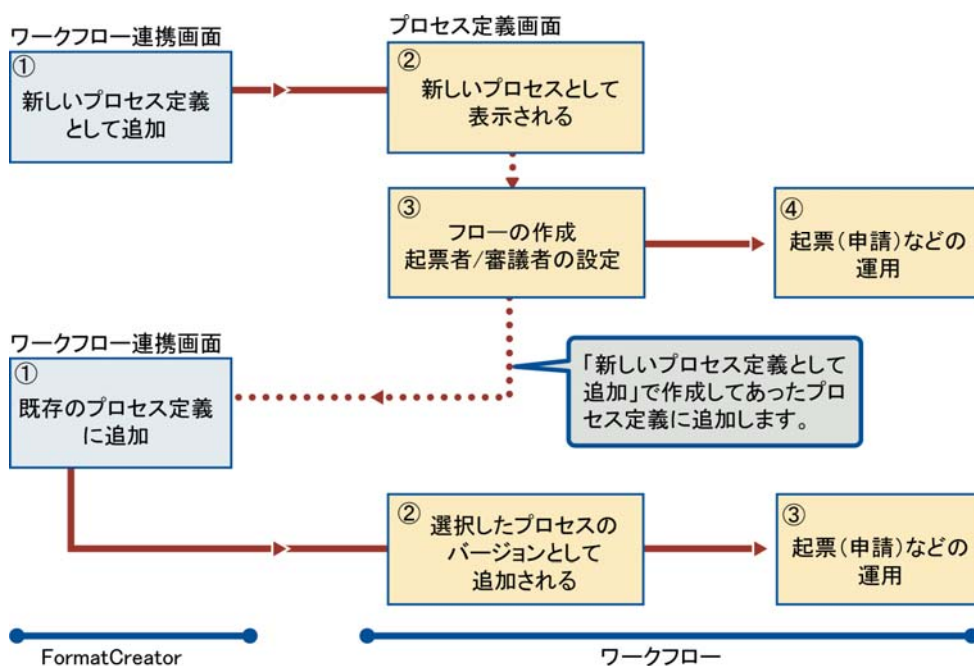 ワークフロー連携画面
プロセス定義画面
①
新しいプロセス定義
として追加
②
新しいプロセスとして
表示される
③
フローの作成
起票者/審議者の設定
④
起票(申請)などの
運用
ワークフロー連携画面
①
既存のプロセス定義
に追加
「新しいプロセス定義として
追加」で作成してあったプロ
セス定義に追加します。
②
選択したプロセスの
バージョンとして
追加される
③
起票(申請)などの
運用
FormatCreator
ワークフロー